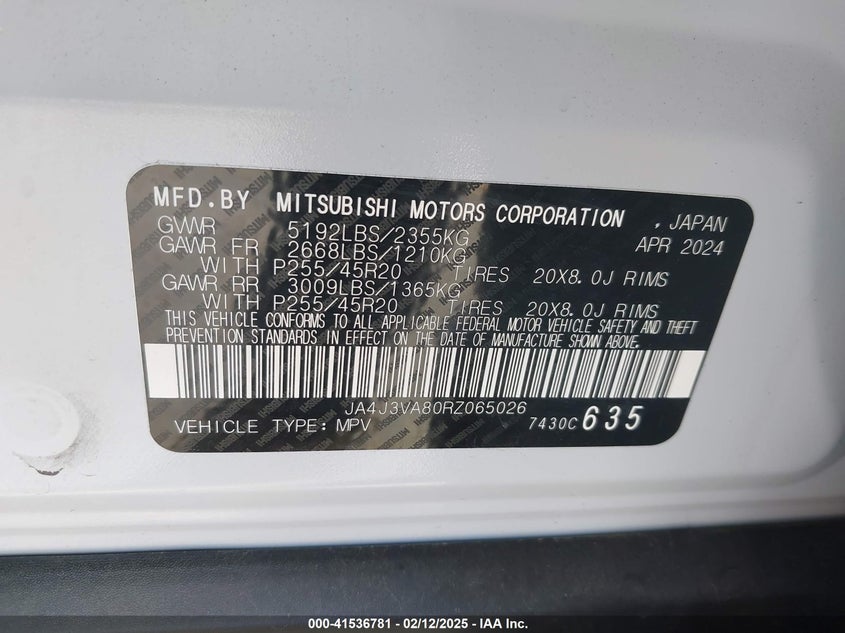 MFD.BY MITSUBISHI MOTORS CORPORATION , JAPAN
GVWR 5192LBS/2355KG APR 2024
GAWR FR 2668LBS/1210KG
WITH P255/45R20 TIRES 20X8.0J RIMS
GAWR RR 3009LBS/1365KG
WITH P255/45R20 TIRES 20X8.0J RIMS
THIS VEHICLE CONFORMS TO ALL APPLICABLE FEDERAL MOTOR VEHICLE SAFETY AND THEFT
PREVENTION STANDARDS IN EFFECT ON THE DATE OF MANUFACTURE SHOWN ABOVE.
JA4J3VA80RZ065026
VEHICLE TYPE:MPV 7430C 635
000-41536781 - 02/12/2025 - IAA Inc.